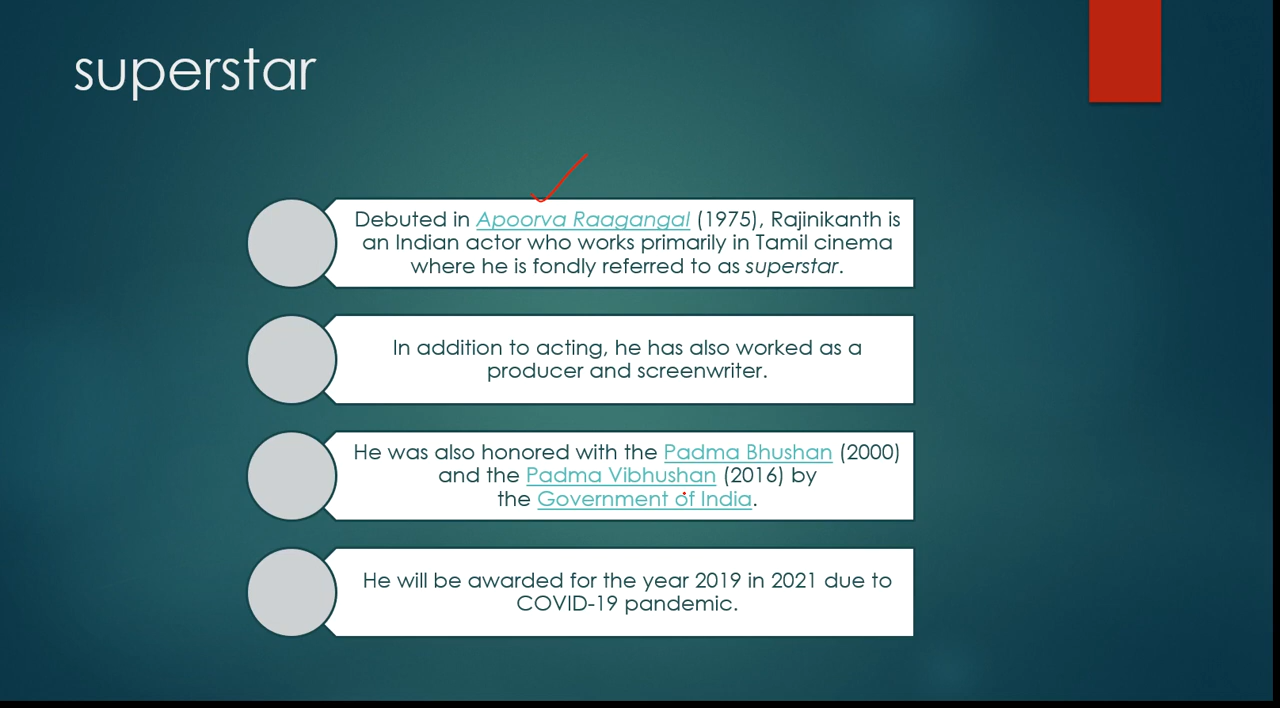 superstar
Debuted in Apoorva Raagangal (1975), Rajinikanth is
an Indian actor who works primarily in Tamil cinema
where he is fondly referred to as superstar.
In addition to acting, he has also worked as a
producer and screenwriter.
He was also honored with the Padma Bhushan (2000)
and the Padma Vibhushan (2016) by
the Government of India.
He will be awarded for the year 2019 in 2021 due to
COVID-19 pandemic.